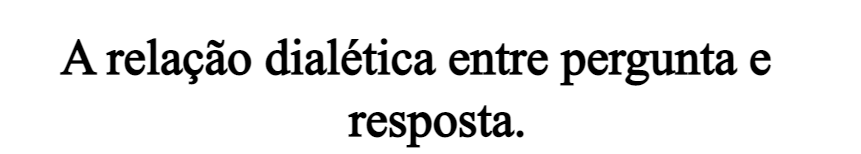 A relação dialética entre pergunta e
resposta.